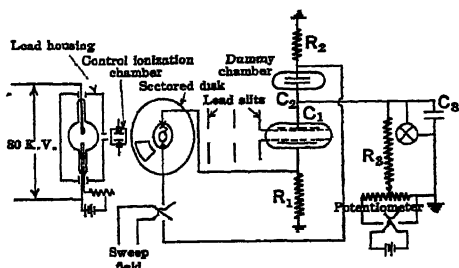 Lead housing
Control ionization
chamber
Sectored disk
Lead slits
Dummy
chamber
R2
C2
C1
C3
80 K.V.
R3
R1
Potentiometer
Sweep
field